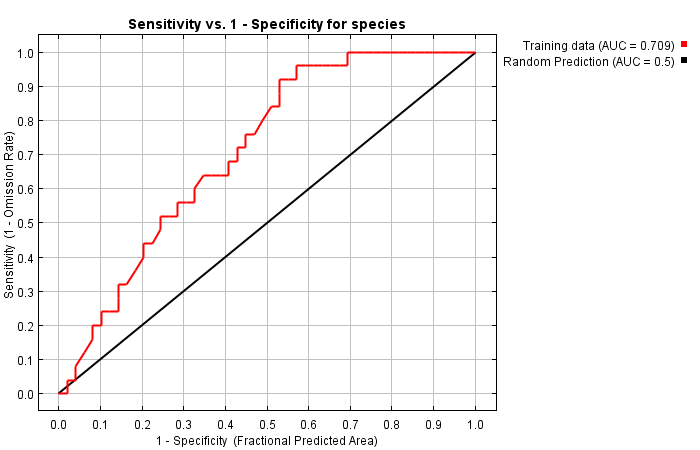 Sensitivity vs. 1 - Specificity for species
Training data (AUC = 0.709)
Random Prediction (AUC = 0.5)
Sensitivity (1 - Omission Rate)
1.0
0.9
0.8
0.7
0.6
0.5
0.4
0.3
0.2
0.1
0.0
0.0 0.1 0.2 0.3 0.4 0.5 0.6 0.7 0.8 0.9 1.0
1 - Specificity (Fractional Predicted Area)